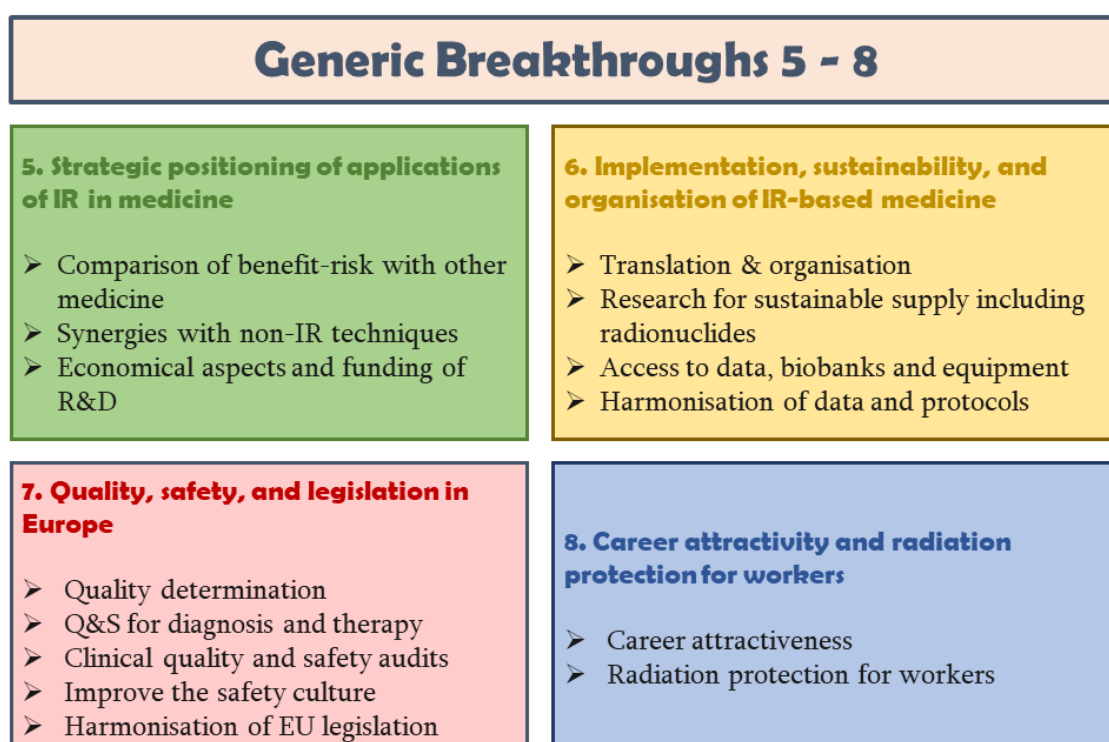 Generic Breakthroughs 5 - 8
5. Strategic positioning of applications
of IR in medicine
➢ Comparison of benefit-risk with other
medicine
➢ Synergies with non-IR techniques
➢ Economical aspects and funding of
R&D
6. Implementation, sustainability, and
organisation of IR-based medicine
➢ Translation & organisation
➢ Research for sustainable supply including
radionuclides
➢ Access to data, biobanks and equipment
➢ Harmonisation of data and protocols
7. Quality, safety, and legislation in
Europe
➢ Quality determination
➢ Q&S for diagnosis and therapy
➢ Clinical quality and safety audits
➢ Improve the safety culture
➢ Harmonisation of EU legislation
8. Career attractivity and radiation
protection for workers
➢ Career attractiveness
➢ Radiation protection for workers